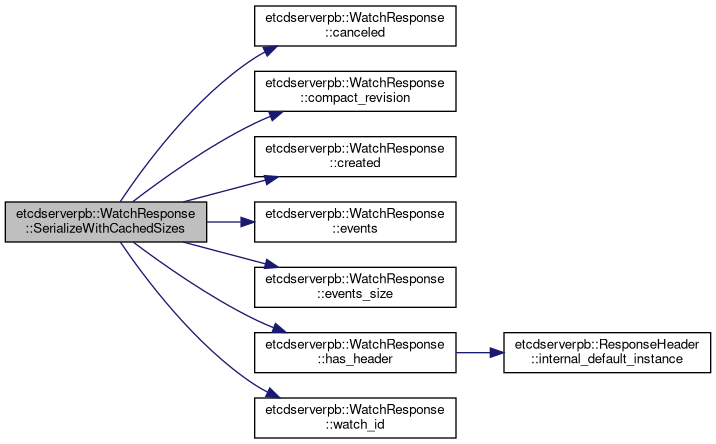 etcdserverpb::WatchResponse
::canceled
etcdserverpb::WatchResponse
::compact_revision
etcdserverpb::WatchResponse
::created
etcdserverpb::WatchResponse
::SerializeWithCachedSizes
etcdserverpb::WatchResponse
::events
etcdserverpb::WatchResponse
::events_size
etcdserverpb::WatchResponse
::has_header
etcdserverpb::ResponseHeader
::internal_default_instance
etcdserverpb::WatchResponse
::watch_id